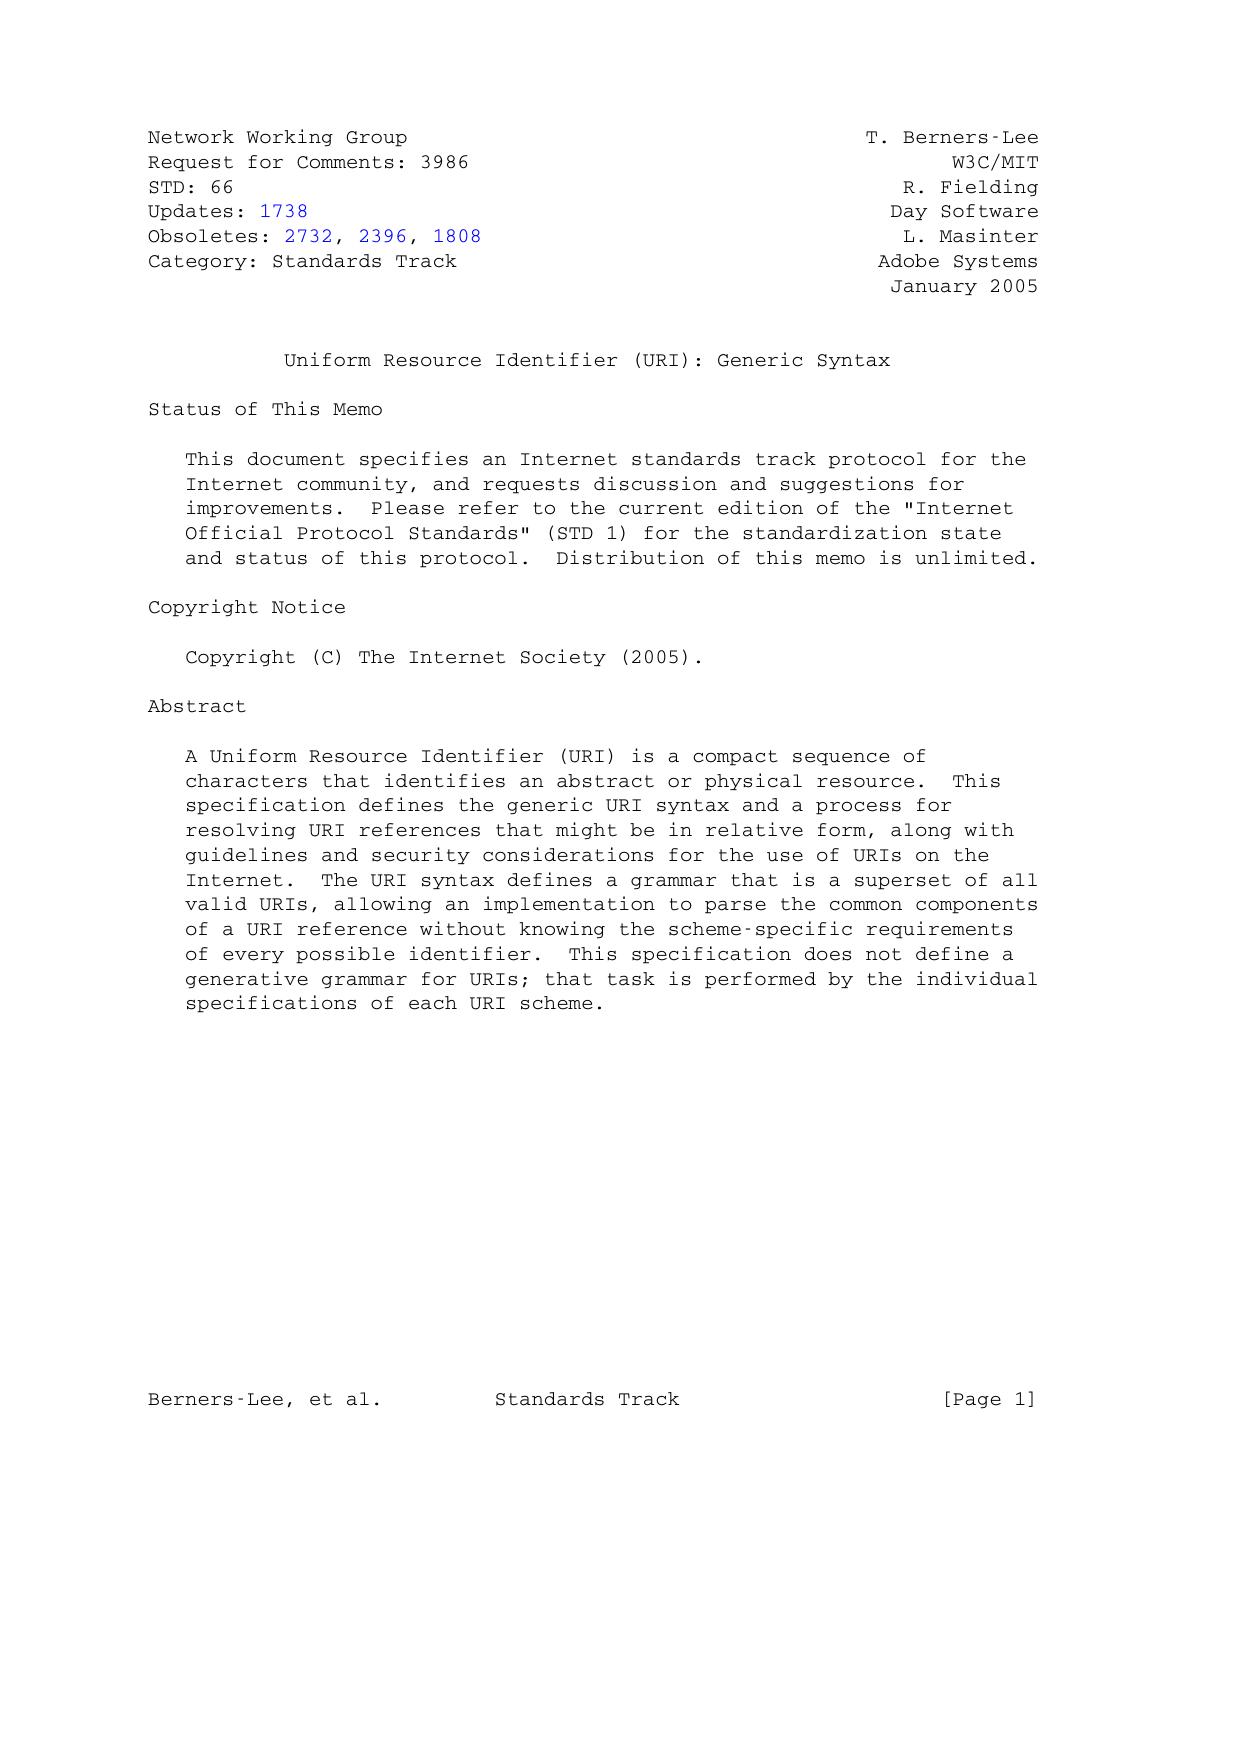 Network Working Group                                     T. Berners-Lee
Request for Comments: 3986                                       W3C/MIT
STD: 66                                                      R. Fielding
Updates: 1738                                               Day Software
Obsoletes: 2732, 2396, 1808                                  L. Masinter
Category: Standards Track                                  Adobe Systems
                                                            January 2005
           Uniform Resource Identifier (URI): Generic Syntax
Status of This Memo
   This document specifies an Internet standards track protocol for the
   Internet community, and requests discussion and suggestions for
   improvements.  Please refer to the current edition of the "Internet
   Official Protocol Standards" (STD 1) for the standardization state
   and status of this protocol.  Distribution of this memo is unlimited.
Copyright Notice
   Copyright (C) The Internet Society (2005).
Abstract
   A Uniform Resource Identifier (URI) is a compact sequence of
   characters that identifies an abstract or physical resource.  This
   specification defines the generic URI syntax and a process for
   resolving URI references that might be in relative form, along with
   guidelines and security considerations for the use of URIs on the
   Internet.  The URI syntax defines a grammar that is a superset of all
   valid URIs, allowing an implementation to parse the common components
   of a URI reference without knowing the scheme-specific requirements
   of every possible identifier.  This specification does not define a
   generative grammar for URIs; that task is performed by the individual
   specifications of each URI scheme.
Berners-Lee, et al.         Standards Track                     [Page 1]